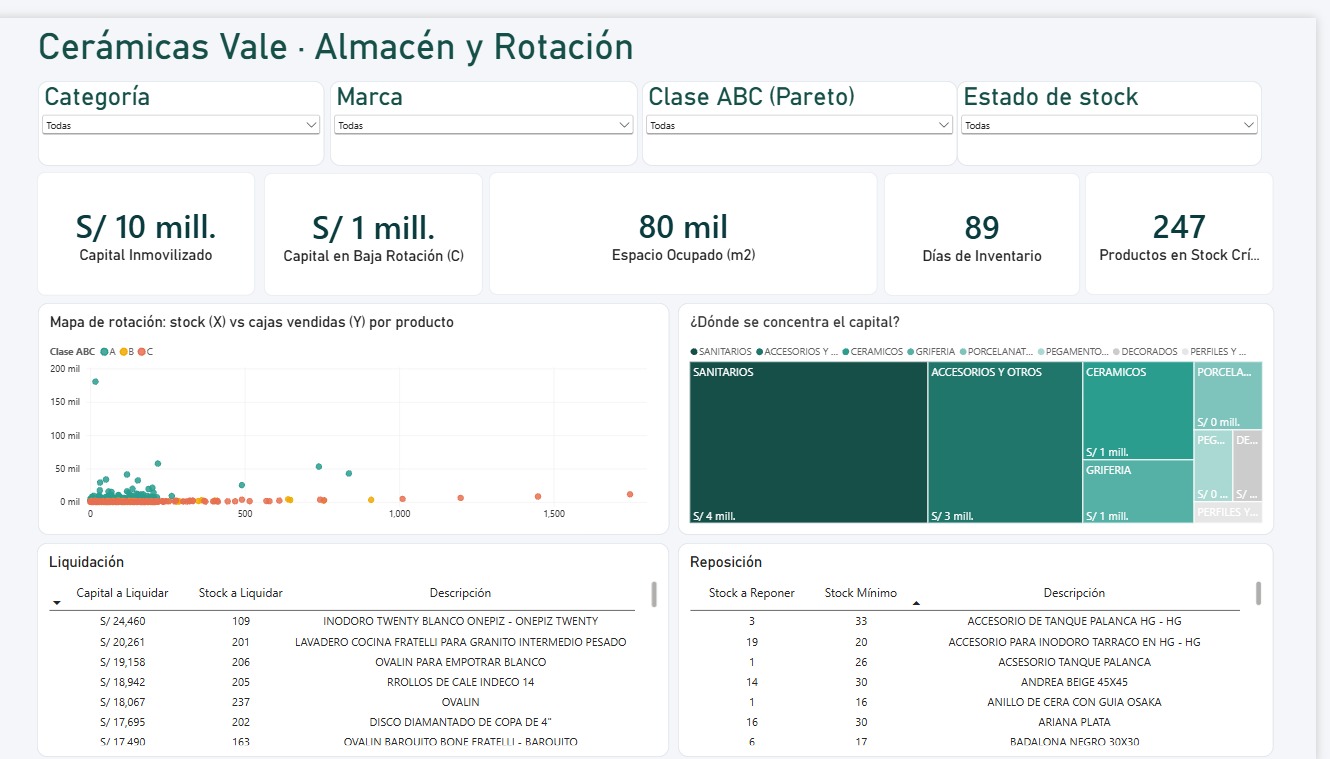 Cerámicas Vale · Almacén y Rotación
Categoría
Todas
Marca
Todas
Clase ABC (Pareto)
Todas
Estado de stock
Todas
S/ 10 mill.
Capital Inmovilizado
S/ 1 mill.
Capital en Baja Rotación (C)
80 mil
Espacio Ocupado (m2)
89
Días de Inventario
247
Productos en Stock Crí...
Mapa de rotación: stock (X) vs cajas vendidas (Y) por producto
Clase ABC A B C
200 mil
150 mil
100 mil
50 mil
0 mil
0 500 1,000 1,500
¿Dónde se concentra el capital?
SANITARIOS ACCESORIOS Y ... CERAMICOS GRIFERIA PORCELANAT... PEGAMENTO... DECORADOS PERFILES Y ...
SANITARIOS
S/ 4 mill.
ACCESORIOS Y OTROS
S/ 3 mill.
CERAMICOS
S/ 1 mill.
GRIFERIA
S/ 1 mill.
PORCELA...
S/ 0 mill.
PEG...
S/ 0 ...
DE...
S/ ...
PERFILES Y...
Liquidación
Capital a Liquidar Stock a Liquidar Descripción
S/ 24,460 109 INODORO TWENTY BLANCO ONEPIZ - ONEPIZ TWENTY
S/ 20,261 201 LAVADERO COCINA FRATELLI PARA GRANITO INTERMEDIO PESADO
S/ 19,158 206 OVALIN PARA EMPOTRAR BLANCO
S/ 18,942 205 RROLLOS DE CALE INDECO 14
S/ 18,067 237 OVALIN
S/ 17,695 202 DISCO DIAMANTADO DE COPA DE 4"
S/ 17,490 163 OVALIN BARQUITO BONE FRATELLI - BARQUITO
Reposición
Stock a Reponer Stock Mínimo Descripción
3 33 ACCESORIO DE TANQUE PALANCA HG - HG
19 20 ACCESORIO PARA INODORO TARRACO EN HG - HG
1 26 ACSESORIO TANQUE PALANCA
14 30 ANDREA BEIGE 45X45
1 16 ANILLO DE CERA CON GUIA OSAKA
16 30 ARIANA PLATA
6 17 BADALONA NEGRO 30X30